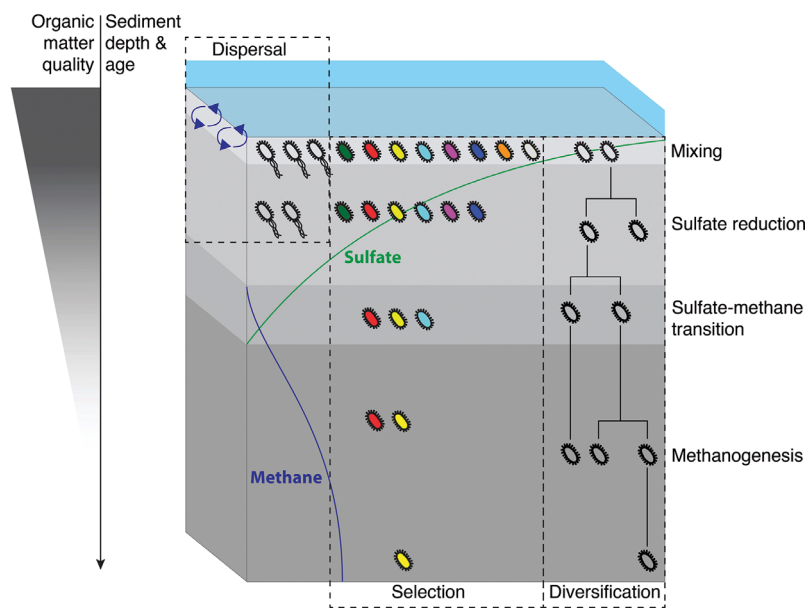 Organic
matter
quality
Sediment
depth &
age
Dispersal
Mixing
Sulfate reduction
Sulfate
Sulfate-methane
transition
Methanogenesis
Methane
Selection
Diversification